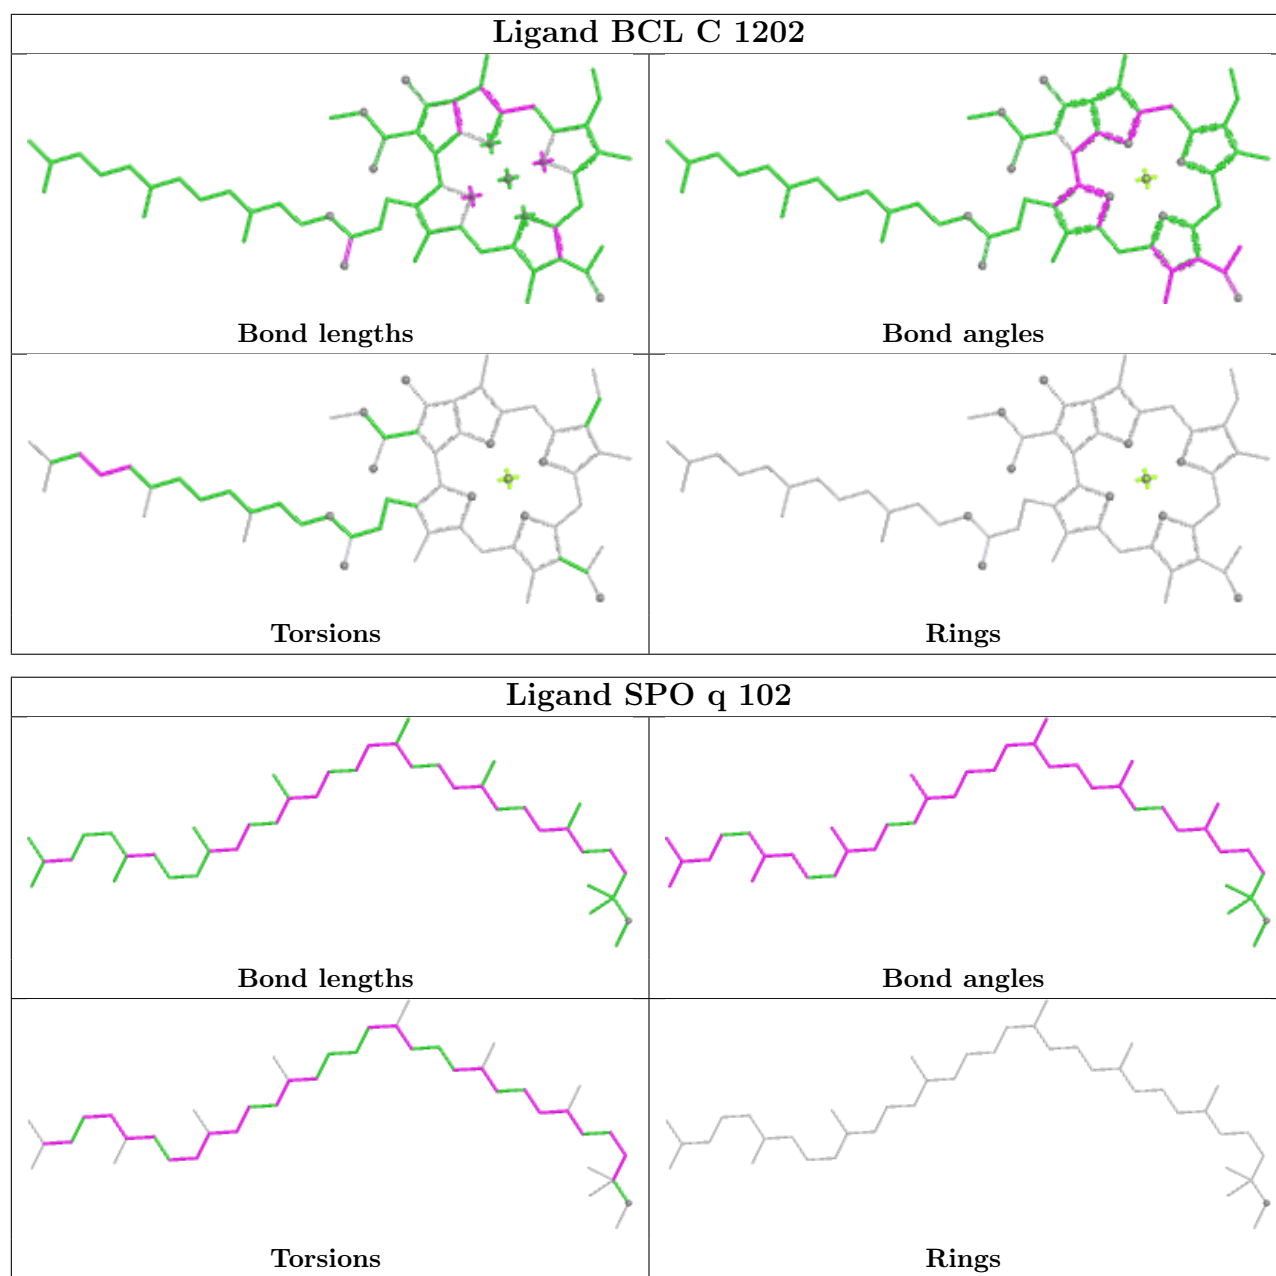 Ligand BCL C 1202
Bond lengths
Bond angles
Torsions
Rings
Ligand SPO q 102
Bond lengths
Bond angles
Torsions
Rings